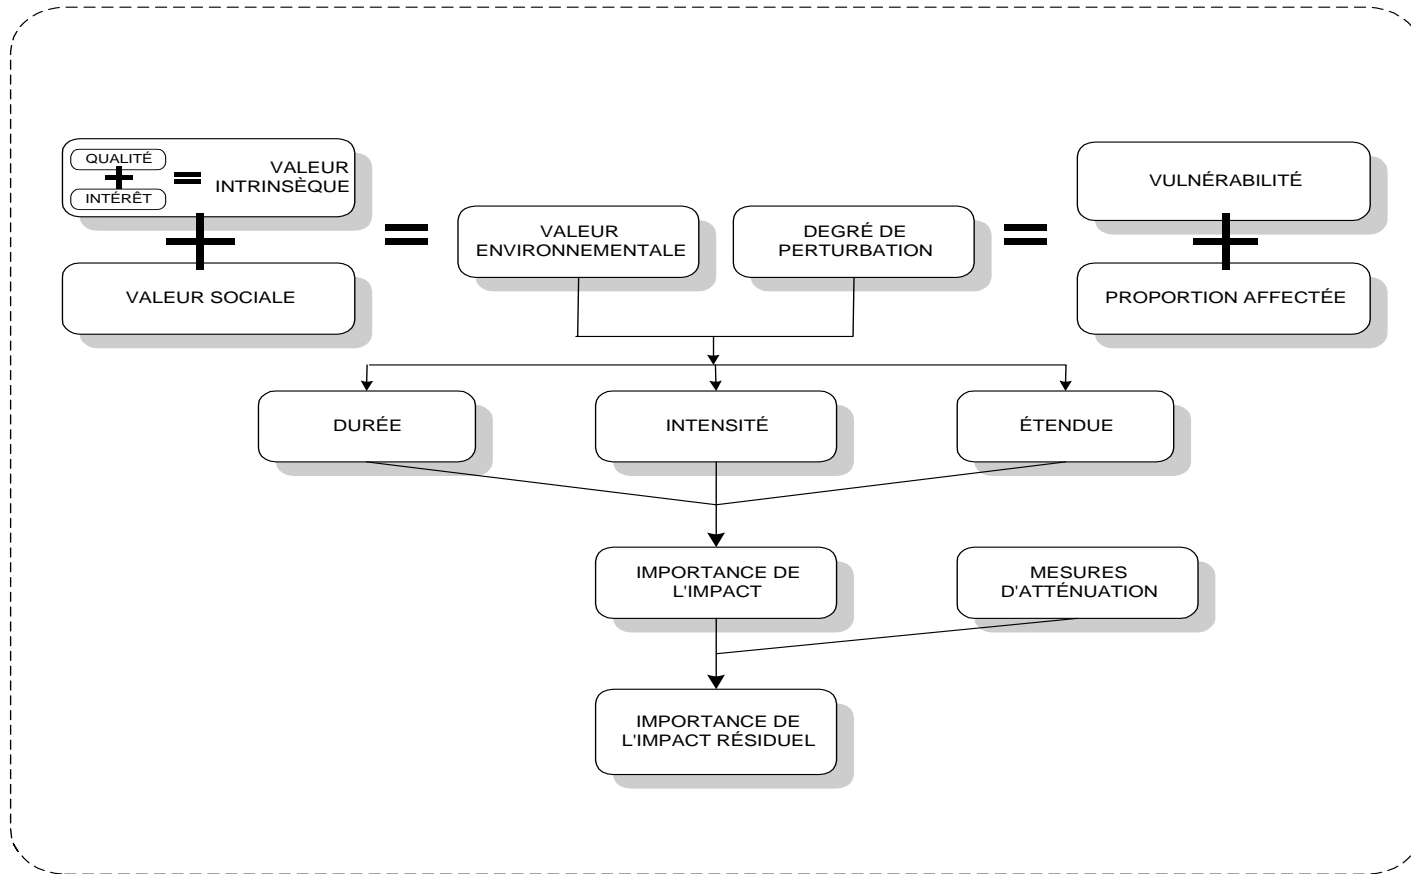 QUALITÉ
+
INTÉRÊT
=
VALEUR
INTRINSÈQUE
+
VALEUR SOCIALE
=
VALEUR
ENVIRONNEMENTALE
DEGRÉ DE
PERTURBATION
=
VULNÉRABILITÉ
+
PROPORTION AFFECTÉE
DURÉE
INTENSITÉ
ÉTENDUE
IMPORTANCE DE
L'IMPACT
MESURES
D'ATTÉNUATION
IMPORTANCE DE
L'IMPACT RÉSIDUEL